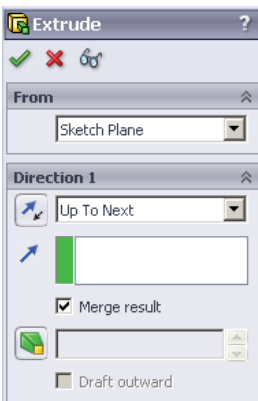 Extrude ?
From
Sketch Plane
Direction 1
Up To Next
Merge result
Draft outward